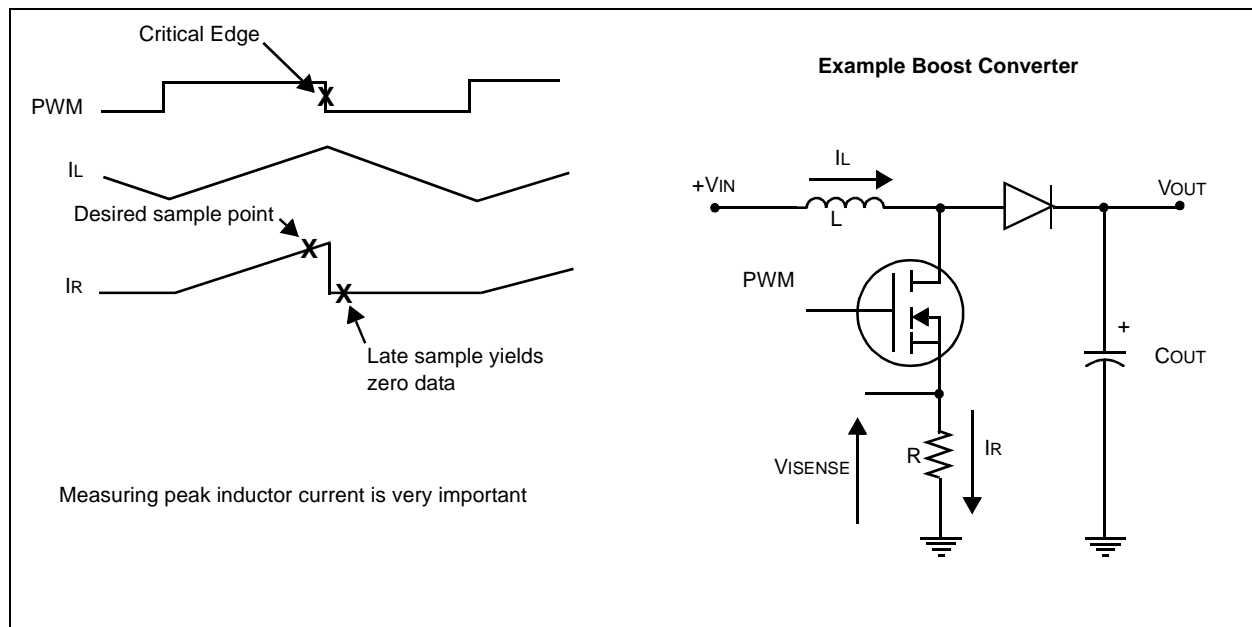 Critical Edge
PWM
IL
Desired sample point
IR
Late sample yields
zero data
Measuring peak inductor current is very important
Example Boost Converter
IL
+VIN
VOUT
L
PWM
+
COUT
VISENSE
R
IR